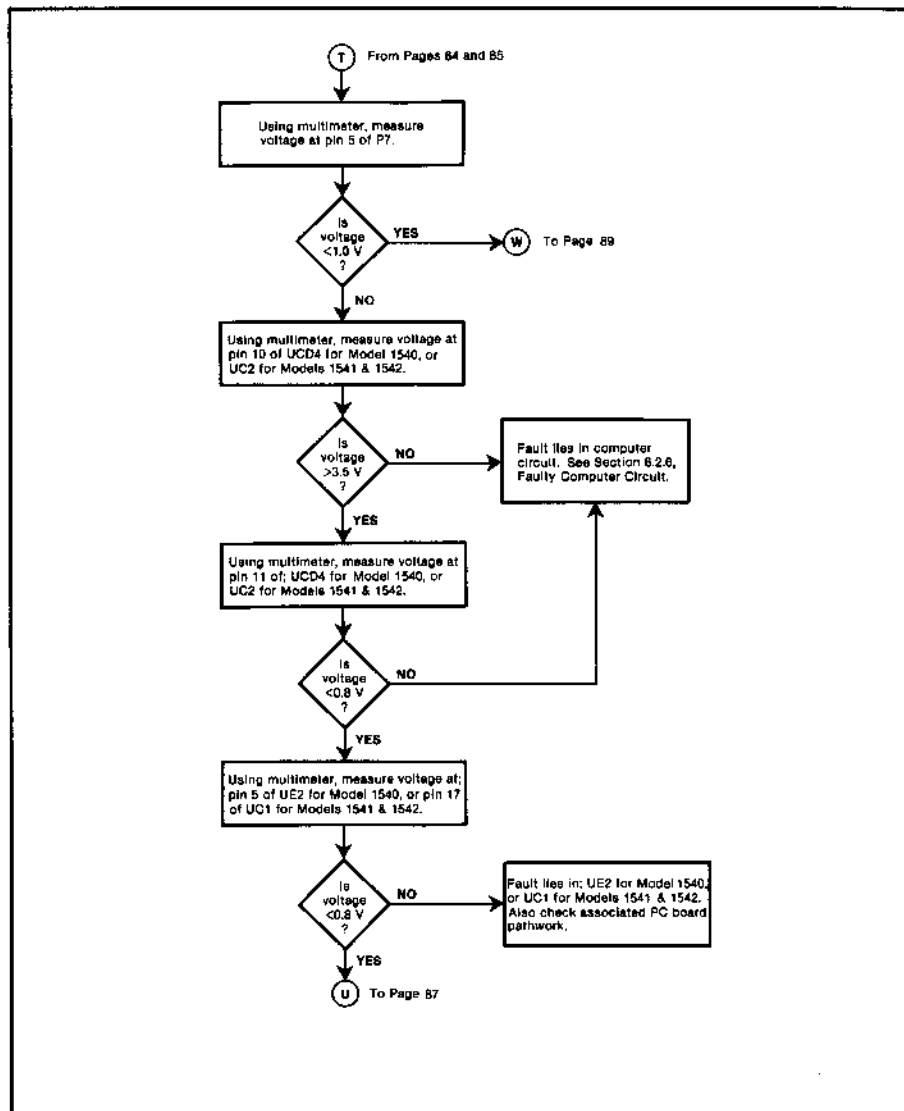 T From Pages 84 and 85
Using multimeter, measure
voltage at pin 5 of P7.
Is
voltage
<1.0 V
?
YES
W To Page 89
NO
Using multimeter, measure voltage at
pin 10 of UCD4 for Model 1540, or
UC2 for Models 1541 & 1542.
Is
voltage
>3.5 V
?
NO
Fault lies in computer
circuit. See Section 6.2.6,
Faulty Computer Circuit.
YES
Using multimeter, measure voltage at
pin 11 of; UCD4 for Model 1540, or
UC2 for Models 1541 & 1542.
Is
voltage
<0.8 V
?
NO
YES
Using multimeter, measure voltage at;
pin 5 of UE2 for Model 1540, or pin 17
of UC1 for Models 1541 & 1542.
Is
voltage
<0.8 V
?
NO
Fault lies in; UE2 for Model 1540,
or UC1 for Models 1541 & 1542.
Also check associated PC board
pathwork.
YES
U To Page 87